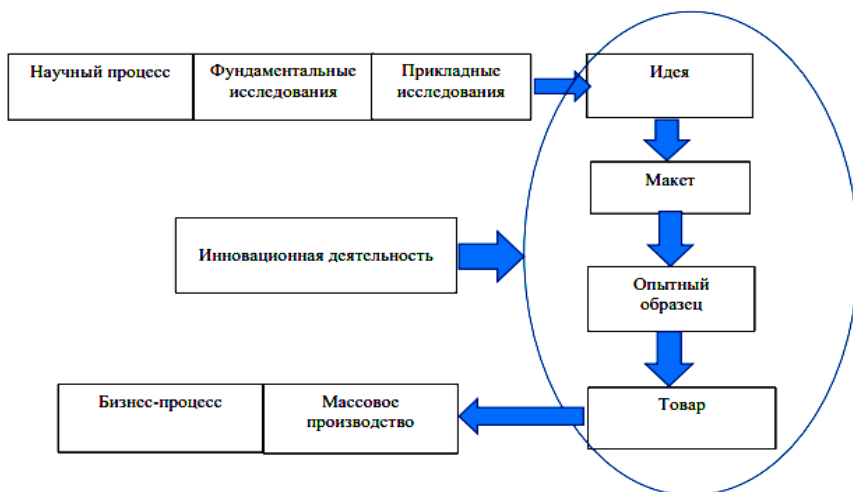 Научный процесс
Фундаментальные
исследования
Прикладные
исследования
Идея
Макет
Инновационная деятельность
Опытный
образец
Бизнес-процесс
Массовое
производство
Товар